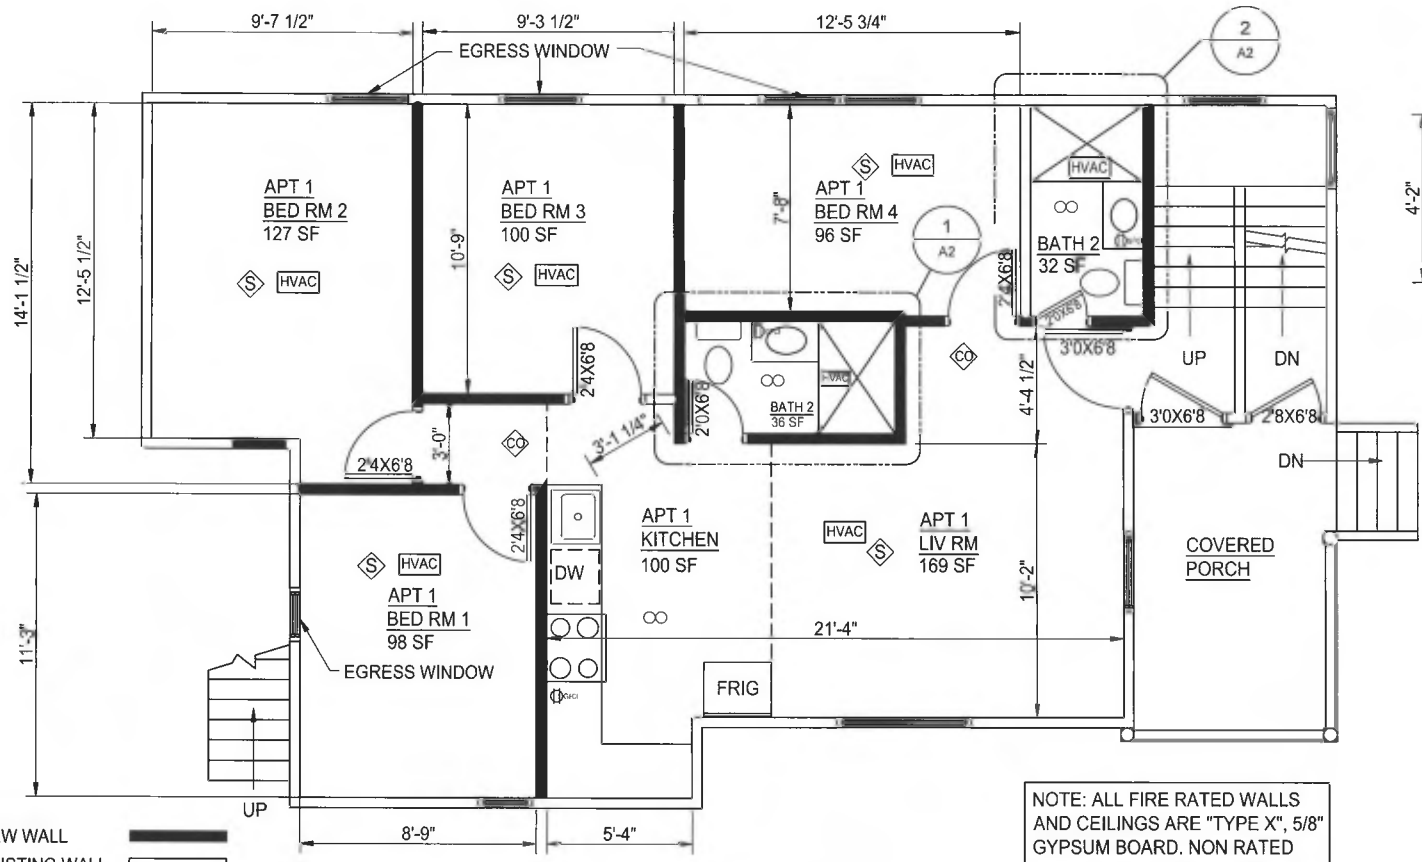 9'-7 1/2"
9'-3 1/2"
12'-5 3/4"
2
A2
EGRESS WINDOW
APT 1
BED RM 2
127 SF
S HVAC
14'-1 1/2"
12'-5 1/2"
APT 1
BED RM 3
100 SF
S HVAC
10'-9"
S HVAC
APT 1
BED RM 4
96 SF
7'-8"
1
A2
HVAC
BATH 2
32 SF
2'4X6'8
2'0X6'8
3'0X6'8
4'-2"
UP
DN
3'0X6'8
2'8X6'8
DN
CO
4'-4 1/2"
2'4X6'8
2'0X6'8
HVAC
BATH 2
36 SF
3'-1 1/4"
2'4X6'8
3'-0"
CO
2'4X6'8
S HVAC
APT 1
BED RM 1
98 SF
EGRESS WINDOW
11'-3"
UP
DW
GFCI
APT 1
KITCHEN
100 SF
HVAC S
APT 1
LIV RM
169 SF
10'-2"
21'-4"
FRIG
COVERED
PORCH
8'-9"
5'-4"
W WALL
NOTE: ALL FIRE RATED WALLS
AND CEILINGS ARE "TYPE X", 5/8"
GYPSUM BOARD. NON RATED